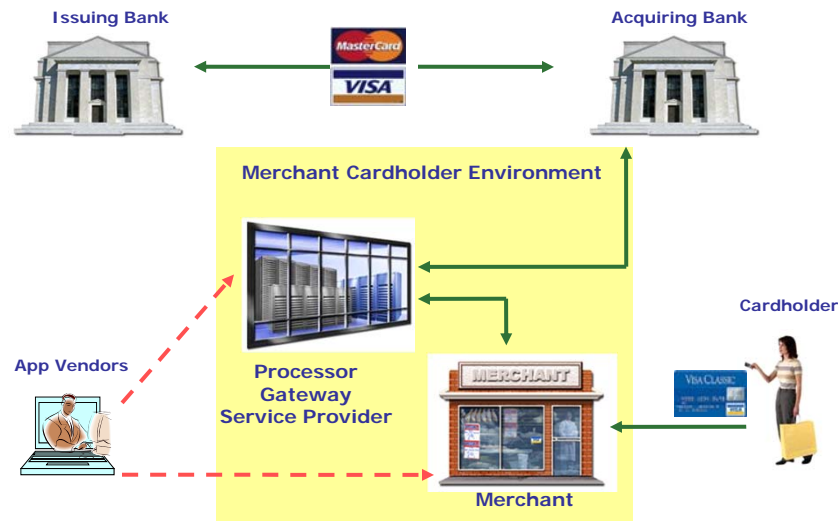 Issuing Bank
Acquiring Bank
MasterCard
VISA
Merchant Cardholder Environment
Cardholder
App Vendors
Processor
Gateway
Service Provider
MERCHANT
VISA CLASSIC
VISA
Merchant